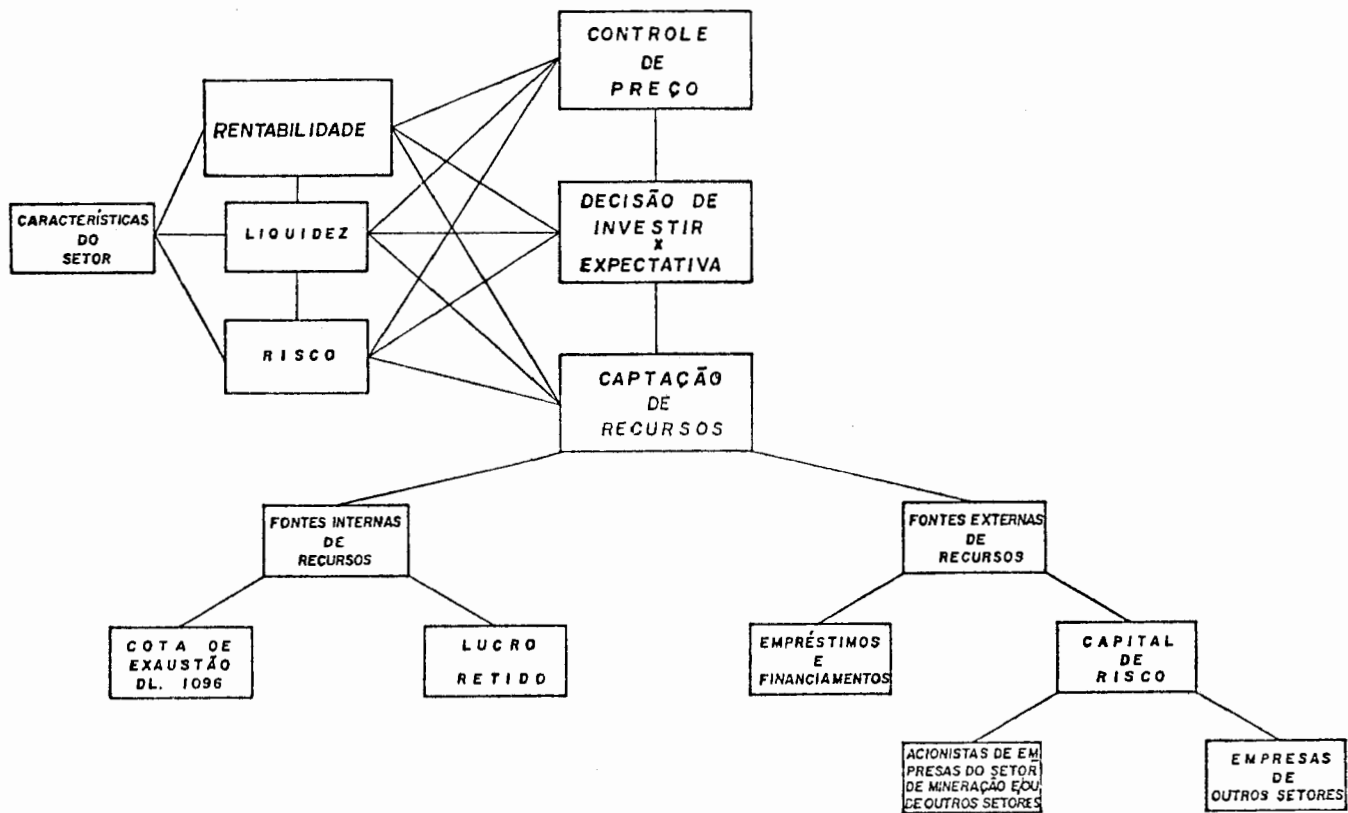 CONTROLE
DE
PREÇO
RENTABILIDADE
CARACTERÍSTICAS
DO
SETOR
LIQUIDEZ
DECISÃO DE
INVESTIR
X
EXPECTATIVA
RISCO
CAPTAÇÃO
DE
RECURSOS
FONTES INTERNAS
DE
RECURSOS
FONTES EXTERNAS
DE
RECURSOS
COTA DE
EXAUSTÃO
DL. 1096
LUCRO
RETIDO
EMPRÉSTIMOS
E
FINANCIAMENTOS
CAPITAL
DE
RISCO
ACIONISTAS DE EM
PRESAS DO SETOR
DE MINERAÇÃO E/OU
DE OUTROS SETORES
EMPRESAS
DE
OUTROS SETORES